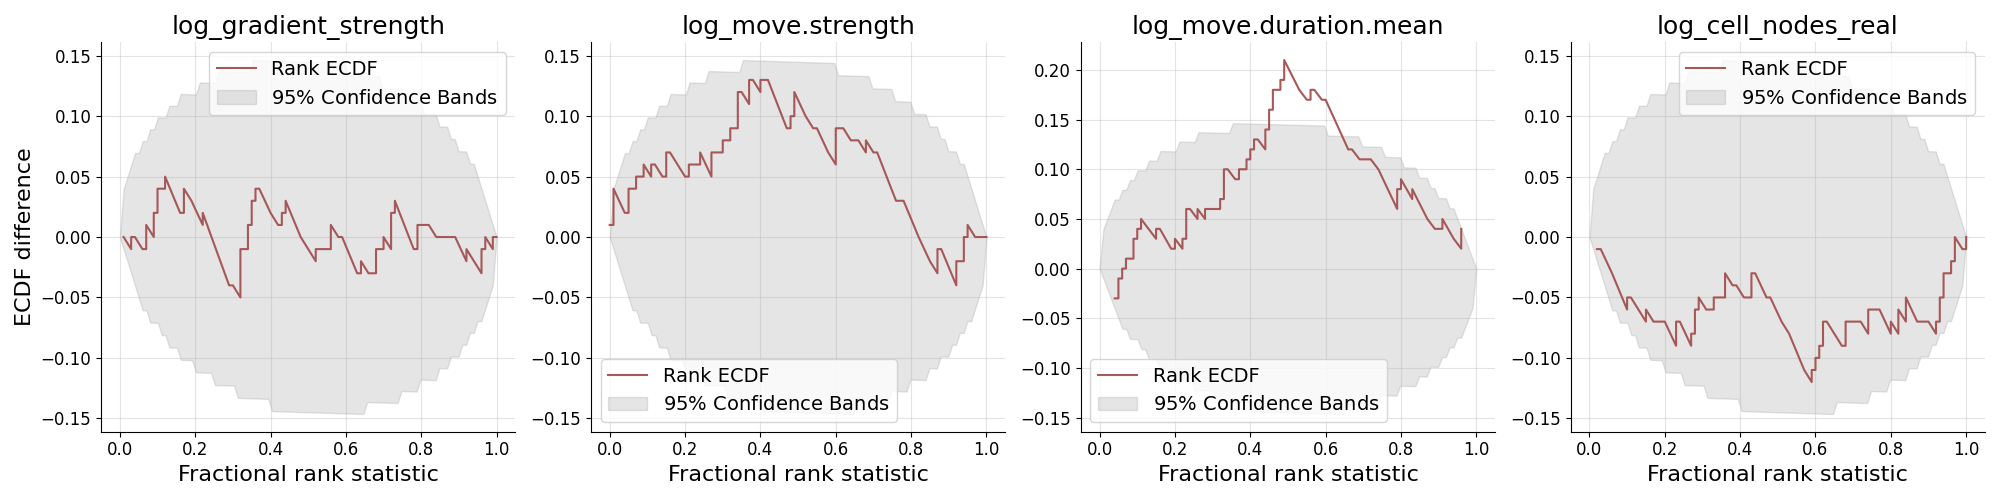 log_gradient_strength
log_move.strength
log_move.duration.mean
log_cell_nodes_real
ECDF difference
0.15
0.10
0.05
0.00
−0.05
−0.10
−0.15
Rank ECDF
95% Confidence Bands
0.0 0.2 0.4 0.6 0.8 1.0
Fractional rank statistic
0.15
0.10
0.05
0.00
−0.05
−0.10
−0.15
Rank ECDF
95% Confidence Bands
0.0 0.2 0.4 0.6 0.8 1.0
Fractional rank statistic
0.20
0.15
0.10
0.05
0.00
−0.05
−0.10
−0.15
Rank ECDF
95% Confidence Bands
0.0 0.2 0.4 0.6 0.8 1.0
Fractional rank statistic
0.15
0.10
0.05
0.00
−0.05
−0.10
−0.15
Rank ECDF
95% Confidence Bands
0.0 0.2 0.4 0.6 0.8 1.0
Fractional rank statistic